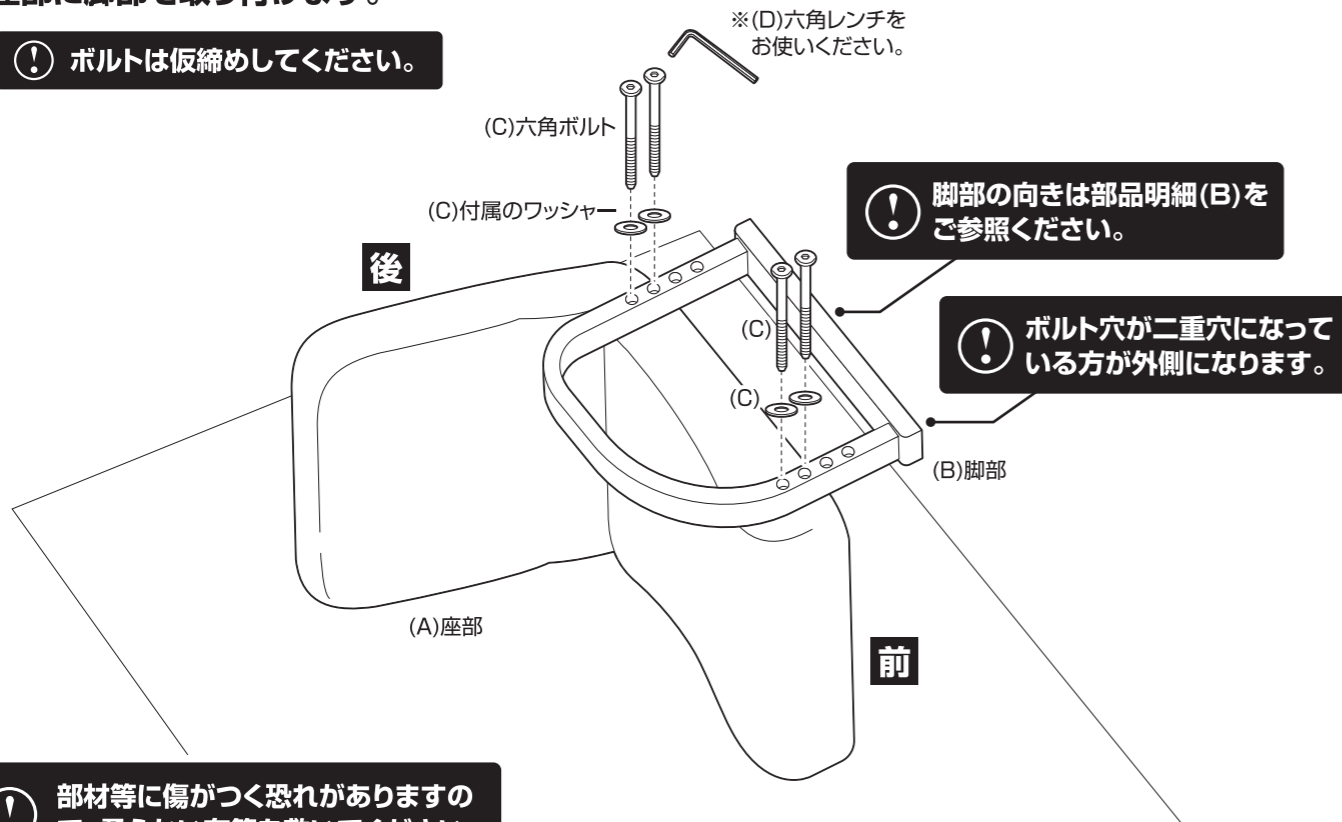 座部に脚部を取り付けます。
※(D)六角レンチを
お使いください。
! ボルトは仮締めしてください。
(C)六角ボルト
(C)付属のワッシャー
! 脚部の向きは部品明細(B)を
ご参照ください。
後
(C)
! ボルト穴が二重穴になって
いる方が外側になります。
(C)
(B)脚部
(A)座部
前
! 部材等に傷がつく恐れがありますの